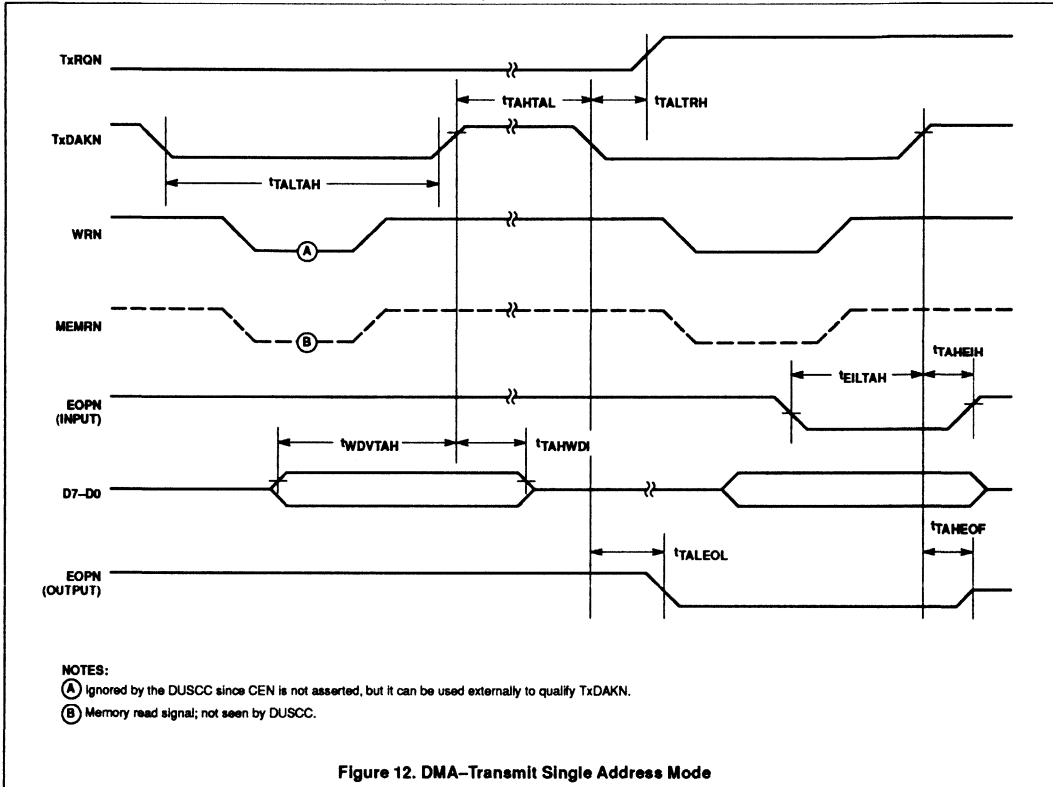 TxRQN
tTAHTAL
tTALTRH
TxDAKN
tTALTAH
WRN
A
MEMRN
B
tTAHEIH
tEILTAH
EOPN
(INPUT)
tWDVTAH
tTAHWDI
D7–D0
tTAHEOF
tTALEOL
EOPN
(OUTPUT)
NOTES:
A Ignored by the DUSCC since CEN is not asserted, but it can be used externally to qualify TxDAKN.
B Memory read signal; not seen by DUSCC.
Figure 12. DMA–Transmit Single Address Mode